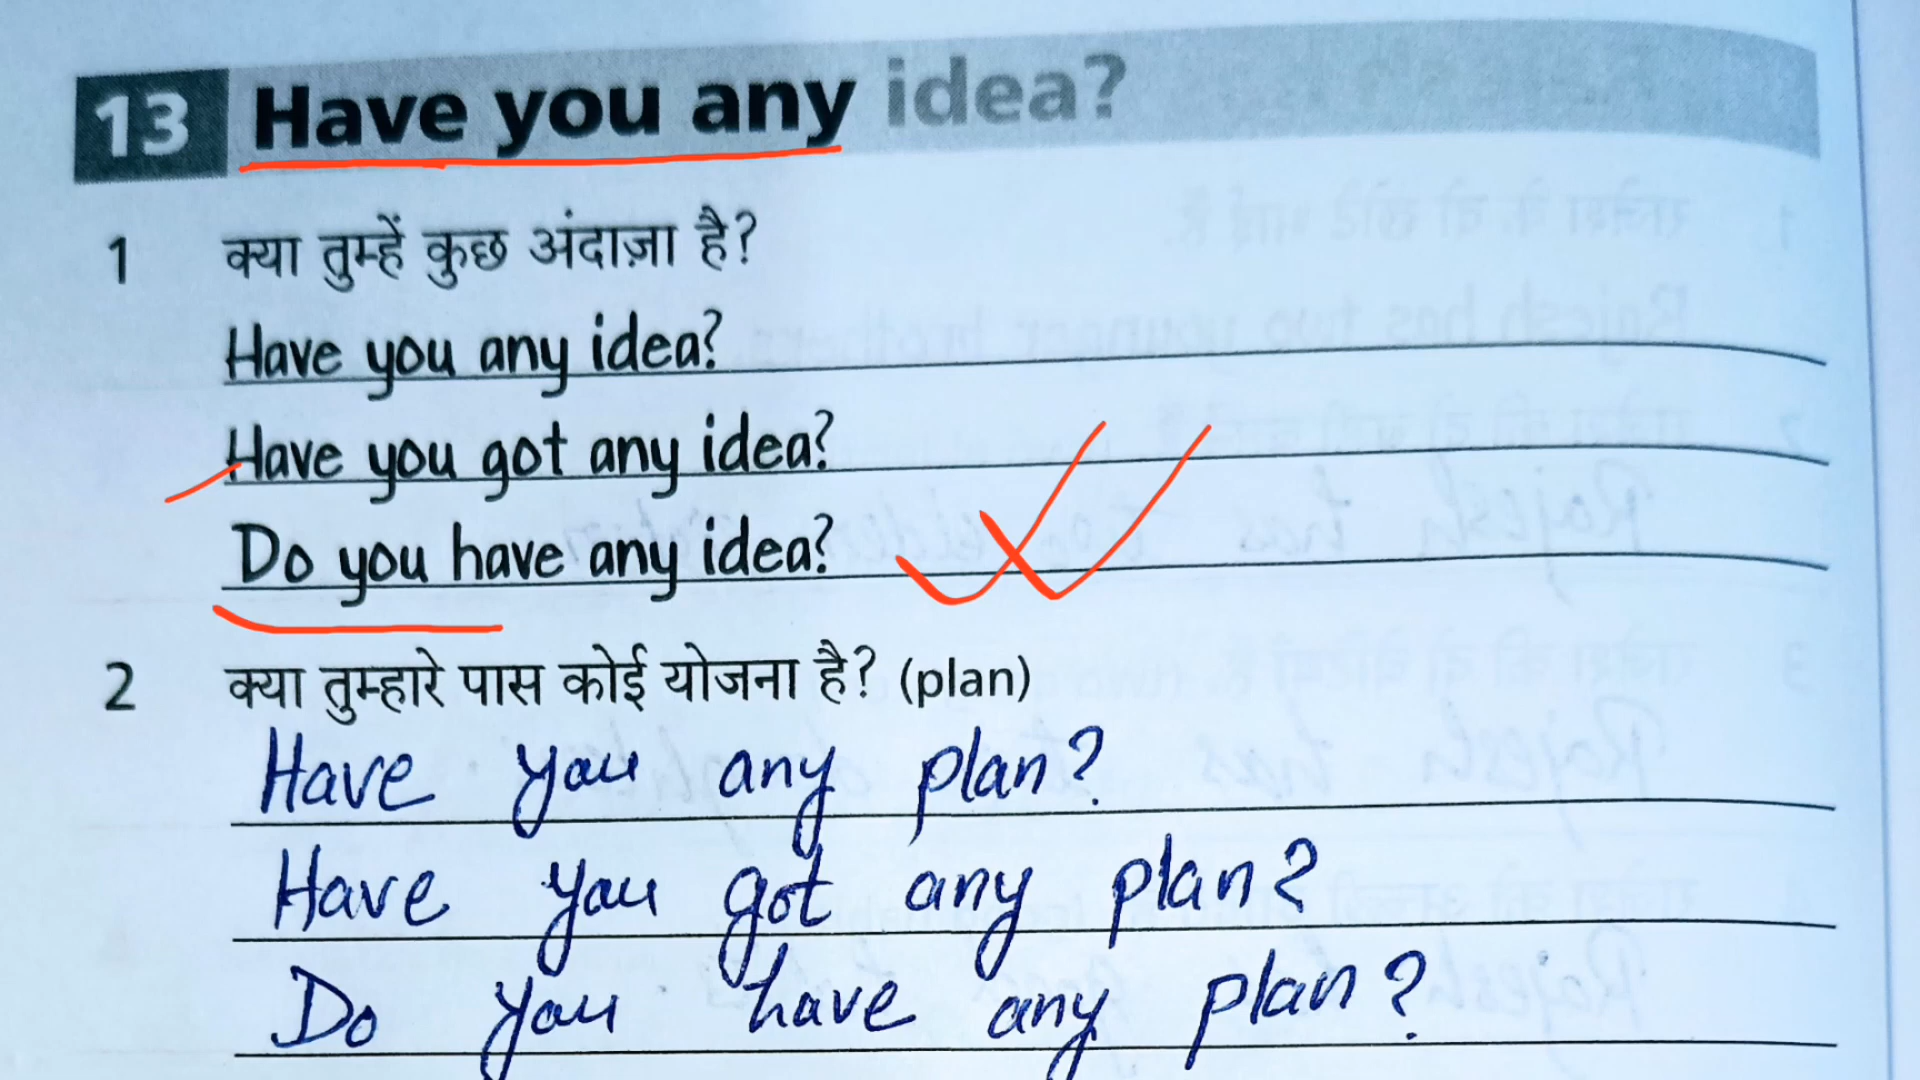 13 Have you any idea?
1 क्या तुम्हें कुछ अंदाज़ा है?
Have you any idea?
Have you got any idea?
Do you have any idea?
2 क्या तुम्हारे पास कोई योजना है? (plan)
Have you any plan?
Have you got any plan?
Do you have any plan?